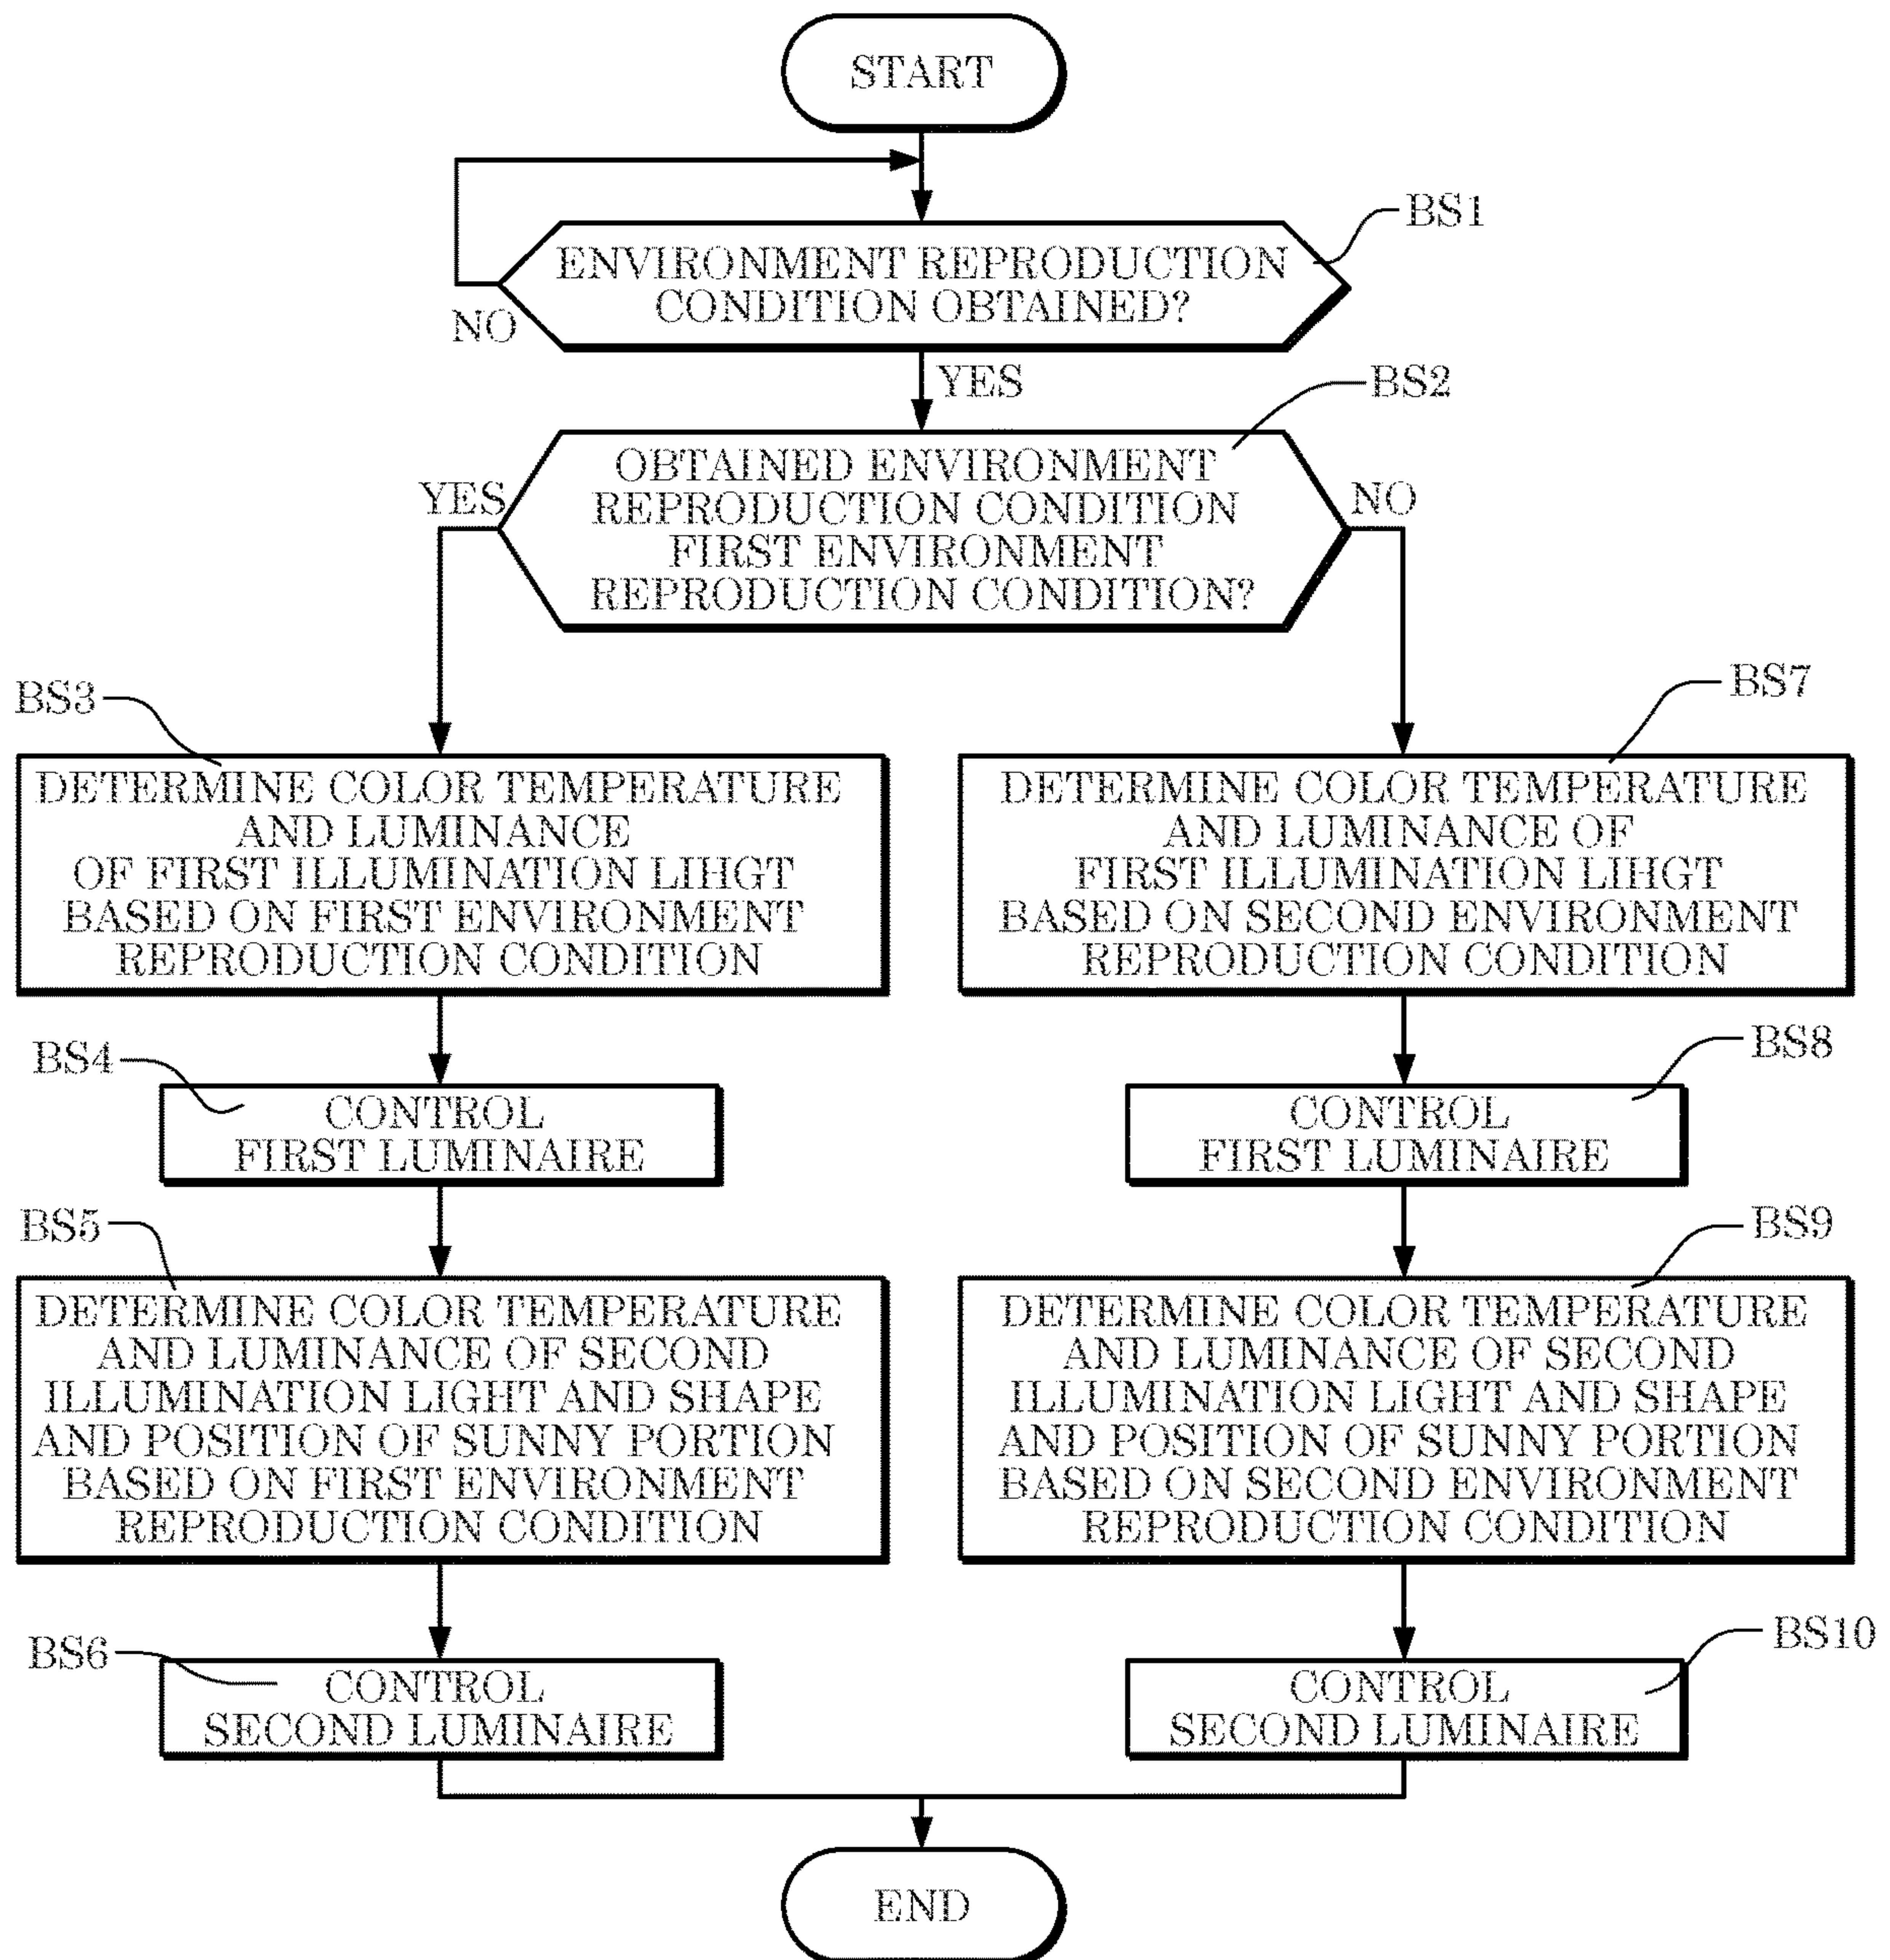 START
BS1
ENVIRONMENT REPRODUCTION
CONDITION OBTAINED?
NO
YES
BS2
OBTAINED ENVIRONMENT
REPRODUCTION CONDITION
FIRST ENVIRONMENT
REPRODUCTION CONDITION?
YES
NO
BS3
DETERMINE COLOR TEMPERATURE
AND LUMINANCE
OF FIRST ILLUMINATION LIHGT
BASED ON FIRST ENVIRONMENT
REPRODUCTION CONDITION
BS4
CONTROL
FIRST LUMINAIRE
BS5
DETERMINE COLOR TEMPERATURE
AND LUMINANCE OF SECOND
ILLUMINATION LIGHT AND SHAPE
AND POSITION OF SUNNY PORTION
BASED ON FIRST ENVIRONMENT
REPRODUCTION CONDITION
BS6
CONTROL
SECOND LUMINAIRE
BS7
DETERMINE COLOR TEMPERATURE
AND LUMINANCE OF
FIRST ILLUMINATION LIHGT
BASED ON SECOND ENVIRONMENT
REPRODUCTION CONDITION
BS8
CONTROL
FIRST LUMINAIRE
BS9
DETERMINE COLOR TEMPERATURE
AND LUMINANCE OF SECOND
ILLUMINATION LIGHT AND SHAPE
AND POSITION OF SUNNY PORTION
BASED ON SECOND ENVIRONMENT
REPRODUCTION CONDITION
BS10
CONTROL
SECOND LUMINAIRE
END